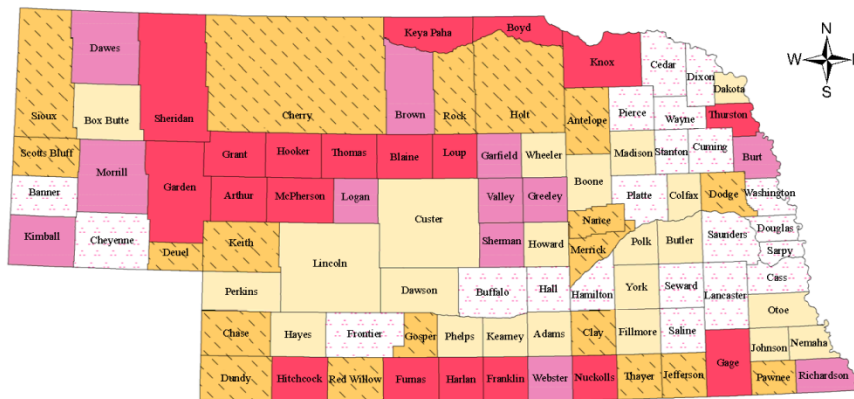 N
W E
S
Keya Paha Boyd
Dawes Knox Cedar Dixon
Sioux Box Butte Sheridan Cherry Brown Rock Holt Antelope Pierce Wayne Dakota
Thurston
Scotts Bluff Grant Hooker Thomas Blaine Loup Garfield Wheeler Madison Stanton Cuming Burt
Banner Morrill Garden Arthur McPherson Logan Custer Valley Greeley Boone Platte Colfax Dodge Washington
Kimball Cheyenne Deuel Keith Lincoln Sherman Howard Nance Merrick Polk Butler Saunders Douglas
Sarpy
Perkins Dawson Buffalo Hall Hamilton York Seward Lancaster Cass
Otoe
Chase Hayes Frontier Gosper Phelps Kearney Adams Clay Fillmore Saline Johnson Nemaha
Dundy Hitchcock Red Willow Furnas Harlan Franklin Webster Nuckolls Thayer Jefferson Gage Pawnee Richardson